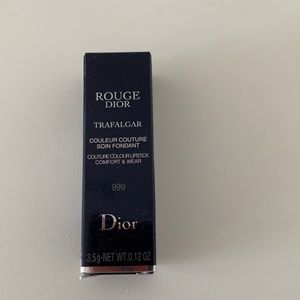 ROUGE
DIOR
TRAFALGAR
COULEUR COUTURE
SOIN FONDANT
COUTURE COLOUR LIPSTICK
COMFORT & WEAR
999
Dior
3.5g-NET WT.0.12 OZ